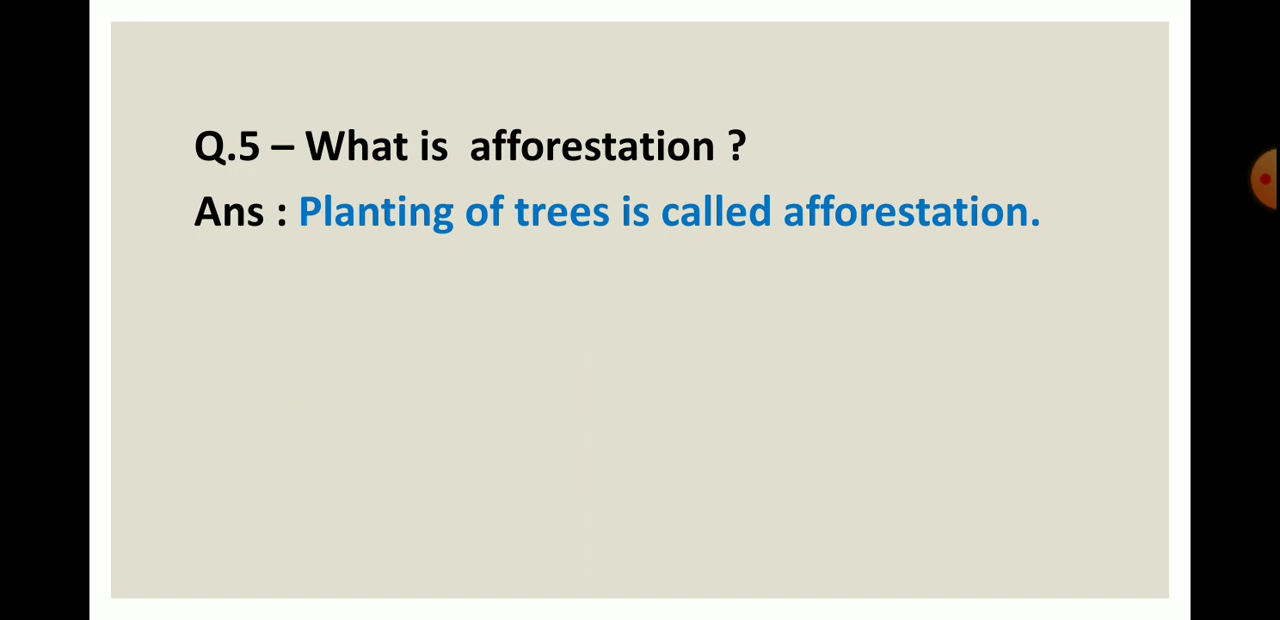 Q.5 – What is  afforestation ?
Ans : Planting of trees is called afforestation.